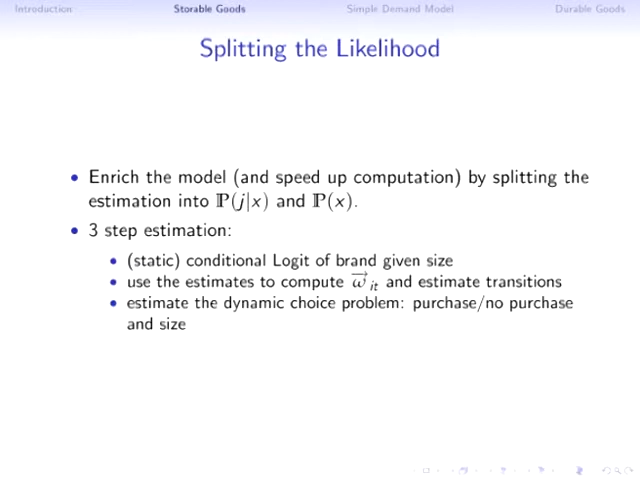 Introduction Storable Goods Simple Demand Model Durable Goods
Splitting the Likelihood
• Enrich the model (and speed up computation) by splitting the
estimation into ℙ(j|x) and ℙ(x).
• 3 step estimation:
• (static) conditional Logit of brand given size
• use the estimates to compute $\overrightarrow{\omega}_{it}$ and estimate transitions
• estimate the dynamic choice problem: purchase/no purchase
and size